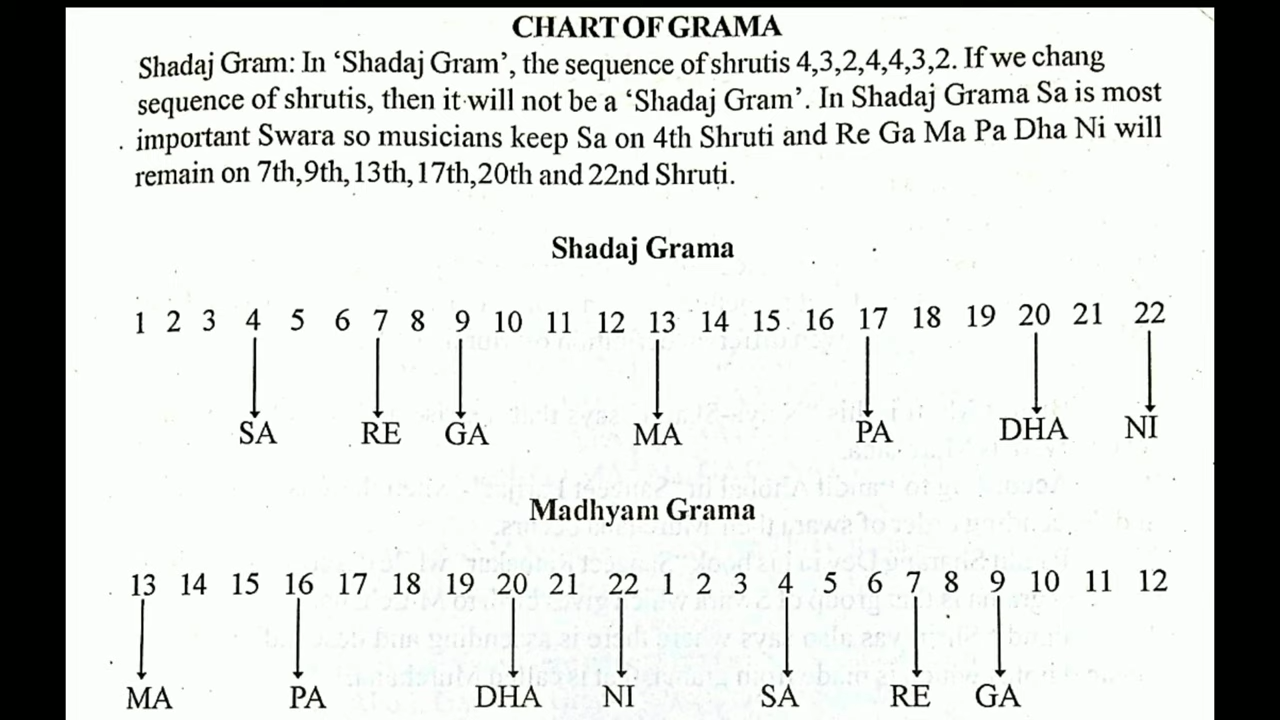 CHART OF GRAMA
Shadaj Gram: In ‘Shadaj Gram’, the sequence of shrutis 4,3,2,4,4,3,2. If we chang
sequence of shrutis, then it will not be a ‘Shadaj Gram’. In Shadaj Grama Sa is most
important Swara so musicians keep Sa on 4th Shruti and Re Ga Ma Pa Dha Ni will
remain on 7th,9th,13th,17th,20th and 22nd Shruti.
Shadaj Grama
1 2 3 4 5 6 7 8 9 10 11 12 13 14 15 16 17 18 19 20 21 22
SA RE GA MA PA DHA NI
Madhyam Grama
13 14 15 16 17 18 19 20 21 22 1 2 3 4 5 6 7 8 9 10 11 12
MA PA DHA NI SA RE GA